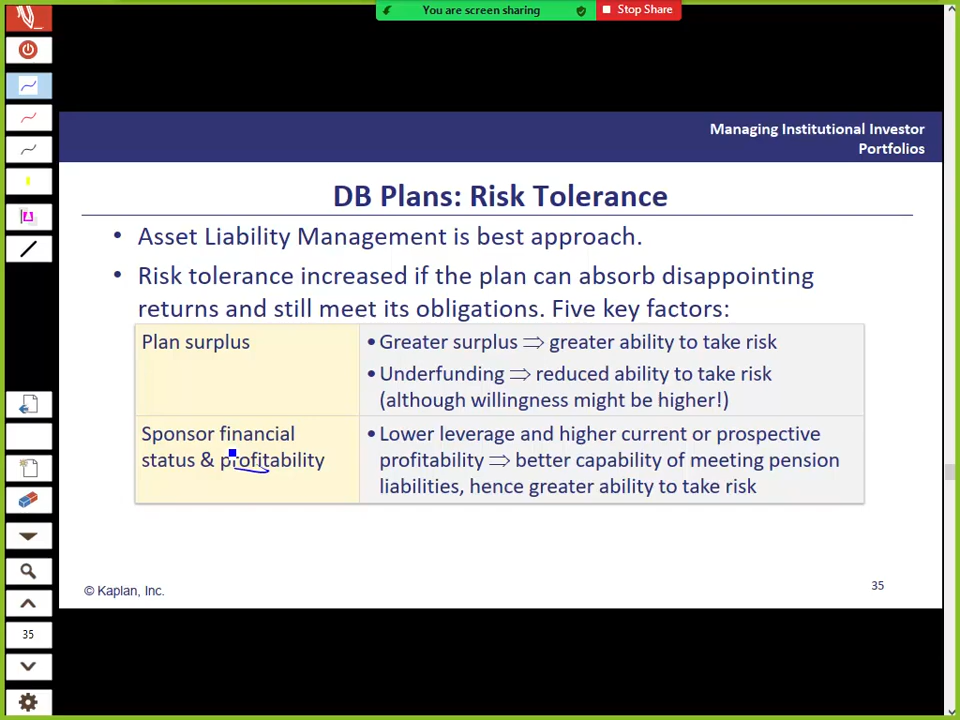 You are screen sharing
Stop Share
Managing Institutional Investor
Portfolios
DB Plans: Risk Tolerance
• Asset Liability Management is best approach.
• Risk tolerance increased if the plan can absorb disappointing
returns and still meet its obligations. Five key factors:
Plan surplus
• Greater surplus ⇒ greater ability to take risk
• Underfunding ⇒ reduced ability to take risk
(although willingness might be higher!)
Sponsor financial
status & profitability
• Lower leverage and higher current or prospective
profitability ⇒ better capability of meeting pension
liabilities, hence greater ability to take risk
© Kaplan, Inc.
35
35